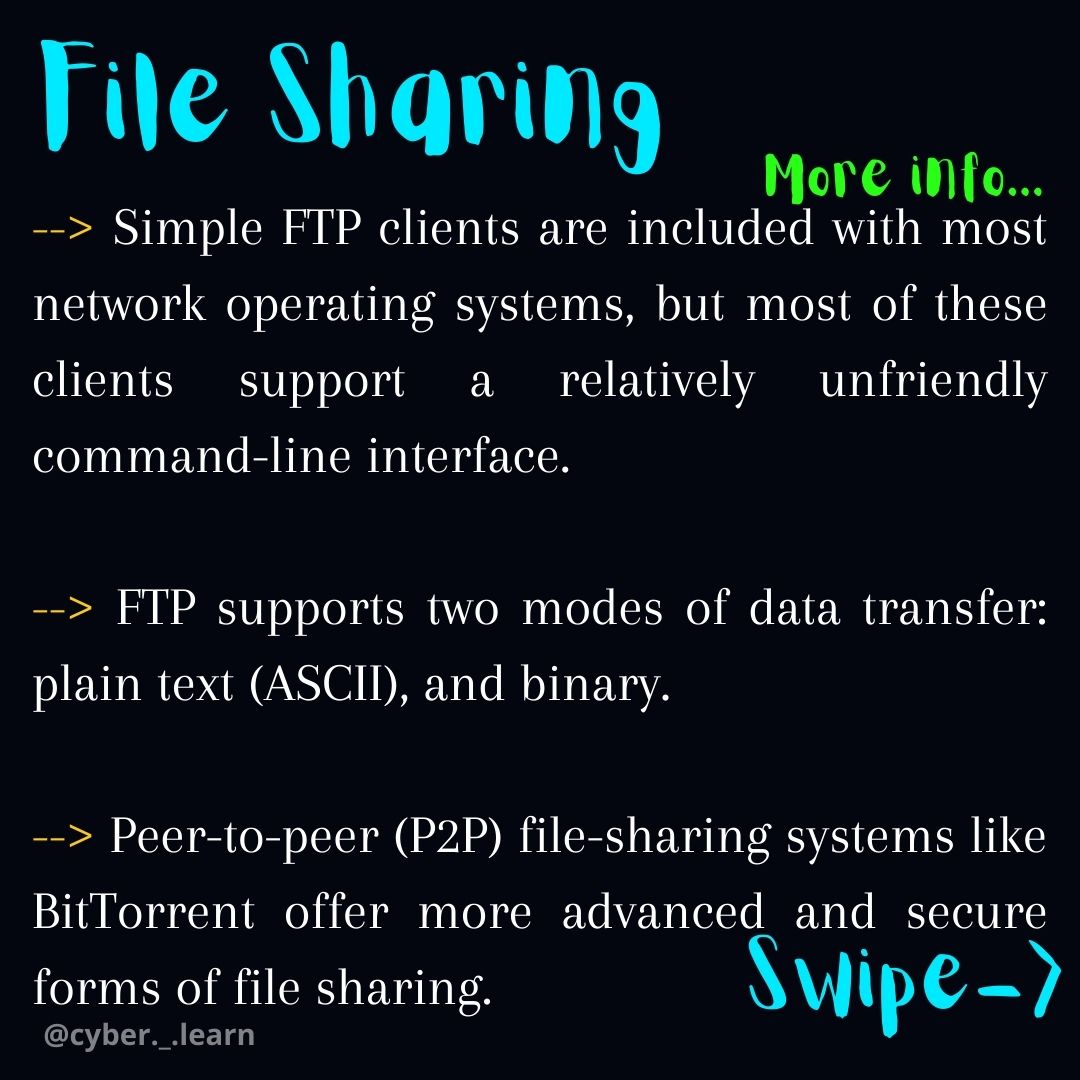 File Sharing
More info...
--> Simple FTP clients are included with most
network operating systems, but most of these
clients support a relatively unfriendly
command-line interface.
--> FTP supports two modes of data transfer:
plain text (ASCII), and binary.
--> Peer-to-peer (P2P) file-sharing systems like
BitTorrent offer more advanced and secure
forms of file sharing.
Swipe->
@cyber._.learn